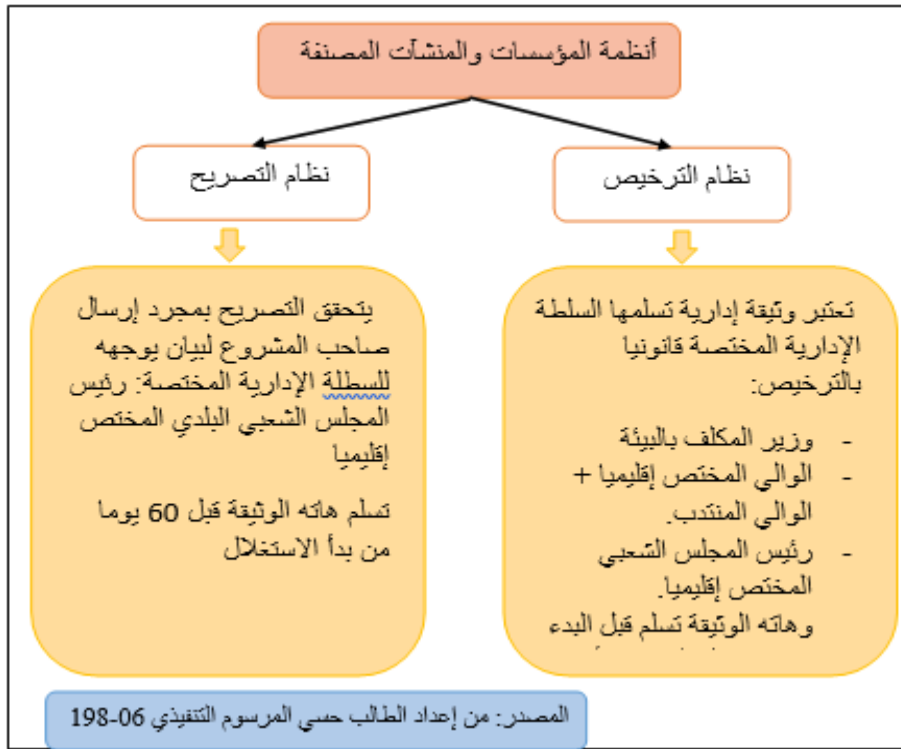 أنظمة المؤسسات والمنشآت المصنفة
نظام الترخيص
نظام التصريح
تعتبر وثيقة إدارية تسلمها السلطة
الإدارية المختصة قانونيا
بالترخيص:
- وزير المكلف بالبيئة
- الوالي المختص إقليميا +
الوالي المنتدب.
- رئيس المجلس الشعبي
المختص إقليميا.
وهاته الوثيقة تسلم قبل البدء
يتحقق التصريح بمجرد إرسال
صاحب المشروع لبيان يوجهه
للسطلة الإدارية المختصة: رئيس
المجلس الشعبي البلدي المختص
إقليميا
تسلم هاته الوثيقة قبل 60 يوما
من بدأ الاستغلال
المصدر: من إعداد الطالب حسي المرسوم التنفيذي 06-198